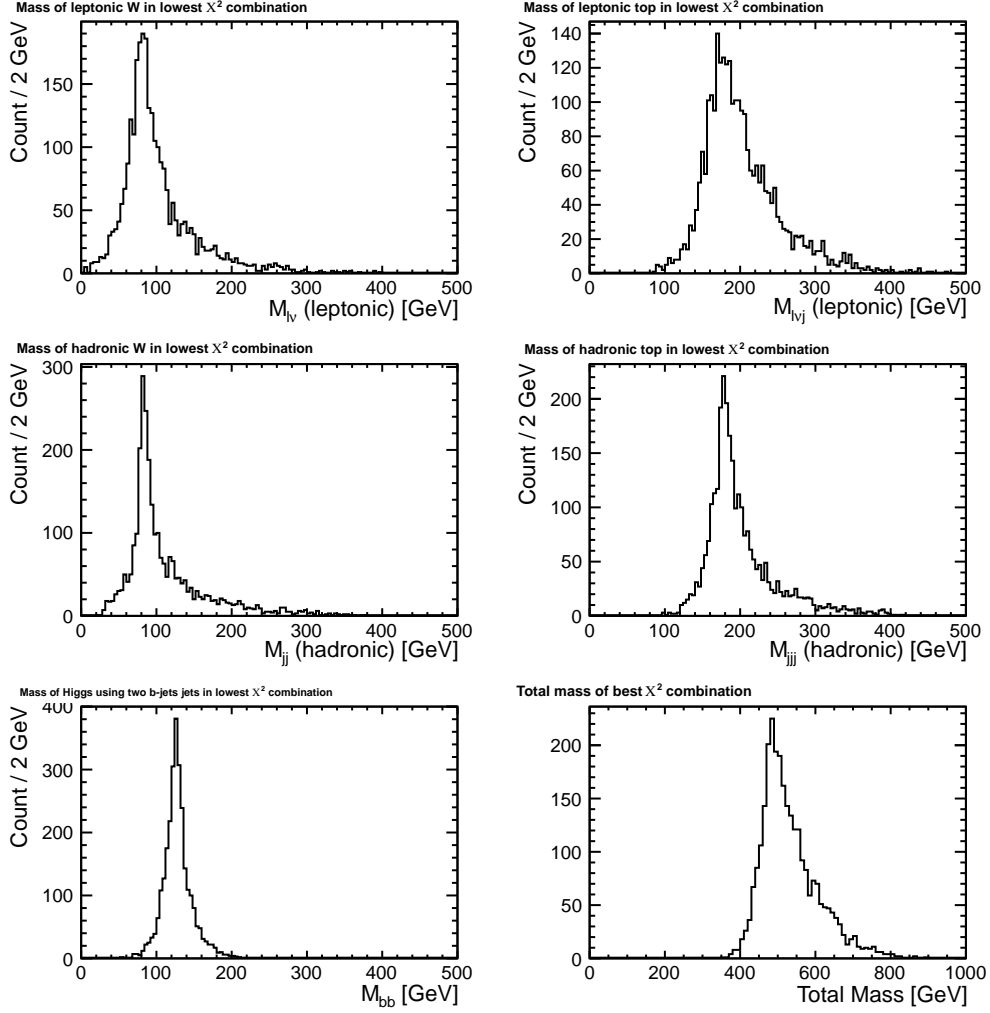 Mass of leptonic W in lowest Χ² combination
Count / 2 GeV
150
100
50
0
0 100 200 300 400 500
M_lν (leptonic) [GeV]
Mass of leptonic top in lowest Χ² combination
Count / 2 GeV
140
120
100
80
60
40
20
0
0 100 200 300 400 500
M_lνj (leptonic) [GeV]
Mass of hadronic W in lowest Χ² combination
Count / 2 GeV
300
200
100
0
0 100 200 300 400 500
M_jj (hadronic) [GeV]
Mass of hadronic top in lowest Χ² combination
Count / 2 GeV
200
150
100
50
0
0 100 200 300 400 500
M_jjj (hadronic) [GeV]
Mass of Higgs using two b-jets jets in lowest Χ² combination
Count / 2 GeV
400
300
200
100
0
0 100 200 300 400 500
M_bb [GeV]
Total mass of best Χ² combination
200
150
100
50
0
0 200 400 600 800 1000
Total Mass [GeV]